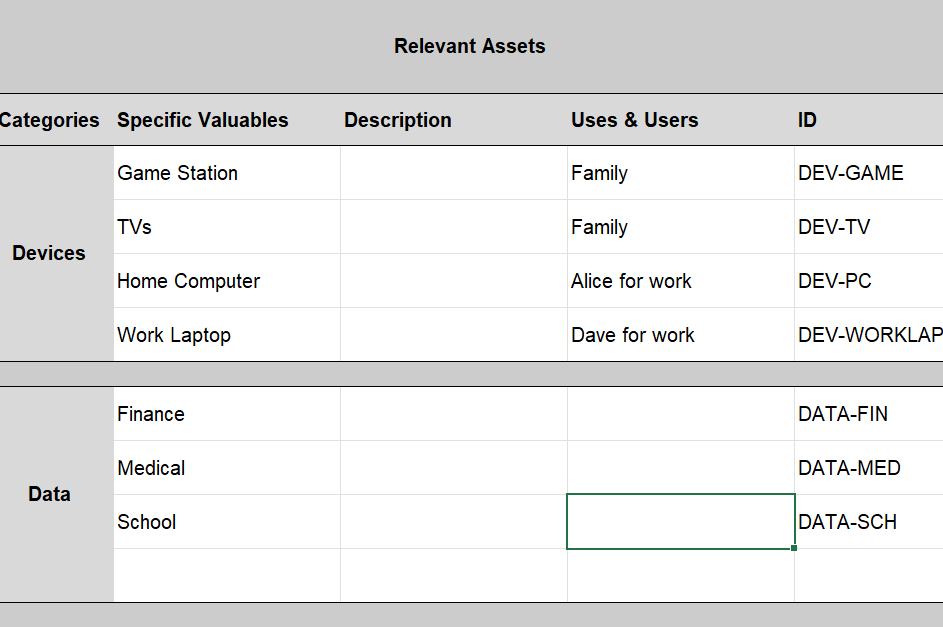 Relevant Assets
Categories Specific Valuables Description Uses & Users ID
Game Station Family DEV-GAME
TVs Family DEV-TV
Devices
Home Computer Alice for work DEV-PC
Work Laptop Dave for work DEV-WORKLAP
Finance DATA-FIN
Medical DATA-MED
Data
School DATA-SCH